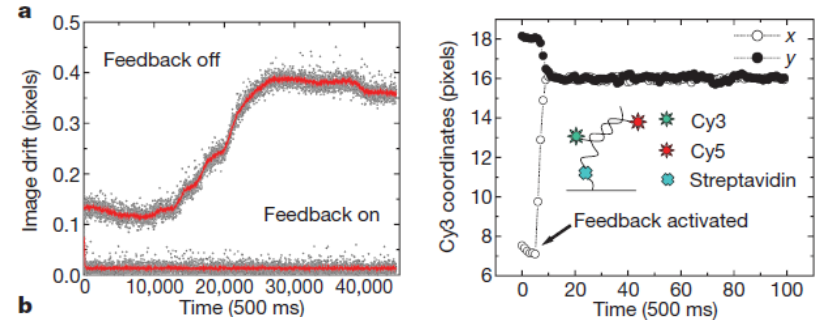 a
0.5
0.4
0.3
0.2
0.1
0.0
Image drift (pixels)
Feedback off
Feedback on
0 10,000 20,000 30,000 40,000
Time (500 ms)
b
18
16
14
12
10
8
6
Cy3 coordinates (pixels)
x
y
Cy3
Cy5
Streptavidin
Feedback activated
0 20 40 60 80 100
Time (500 ms)